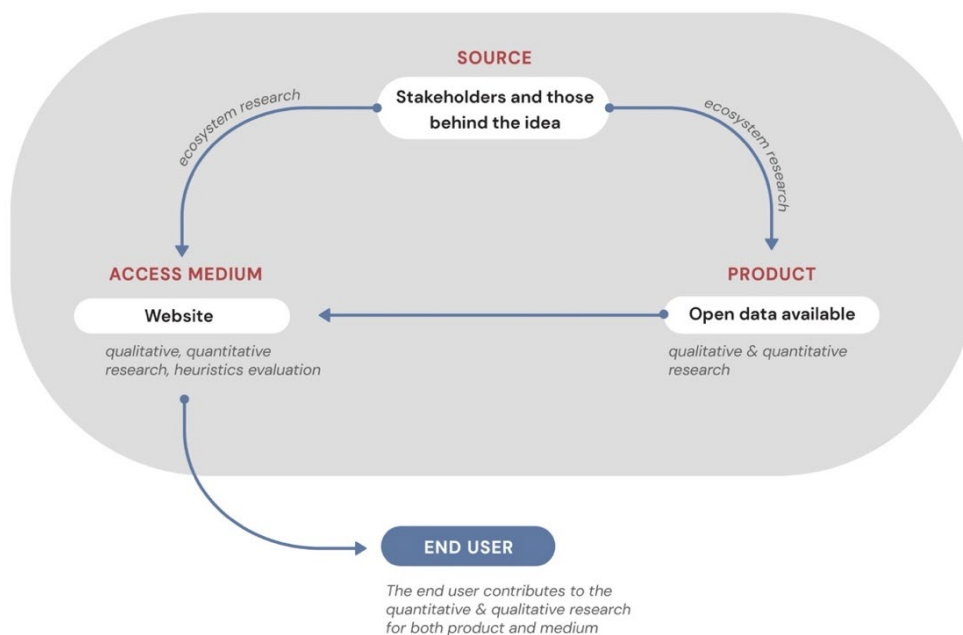 SOURCE
Stakeholders and those
behind the idea
ecosystem research
ecosystem research
ACCESS MEDIUM
Website
qualitative, quantitative
research, heuristics evaluation
PRODUCT
Open data available
qualitative & quantitative
research
END USER
The end user contributes to the
quantitative & qualitative research
for both product and medium